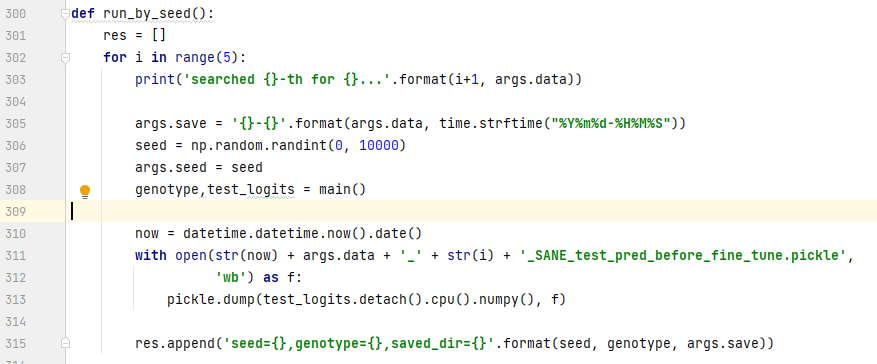 300 def run_by_seed():
301     res = []
302     for i in range(5):
303         print('searched {}-th for {}...'.format(i+1, args.data))
304
305         args.save = '{}-{}'.format(args.data, time.strftime("%Y%m%d-%H%M%S"))
306         seed = np.random.randint(0, 10000)
307         args.seed = seed
308         genotype,test_logits = main()
309
310         now = datetime.datetime.now().date()
311         with open(str(now) + args.data + '_' + str(i) + '_SANE_test_pred_before_fine_tune.pickle',
312                   'wb') as f:
313             pickle.dump(test_logits.detach().cpu().numpy(), f)
314
315         res.append('seed={},genotype={},saved_dir={}'.format(seed, genotype, args.save))